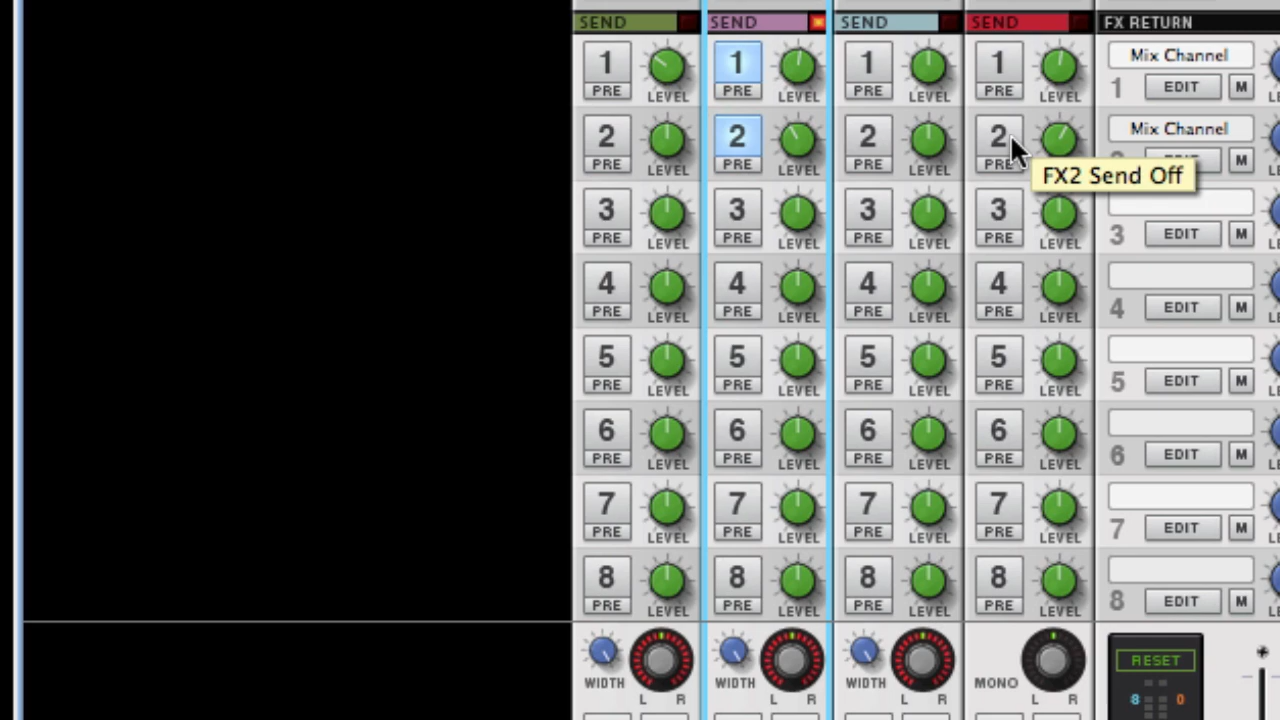 SEND SEND SEND SEND FX RETURN
1 1 1 1 Mix Channel
PRE LEVEL PRE LEVEL PRE LEVEL PRE LEVEL 1 EDIT M
2 2 2 2 Mix Channel
PRE LEVEL PRE LEVEL PRE LEVEL PRE M
FX2 Send Off
3 3 3 3
PRE LEVEL PRE LEVEL PRE LEVEL PRE LEVEL 3 EDIT M
4 4 4 4
PRE LEVEL PRE LEVEL PRE LEVEL PRE LEVEL 4 EDIT M
5 5 5 5
PRE LEVEL PRE LEVEL PRE LEVEL PRE LEVEL 5 EDIT M
6 6 6 6
PRE LEVEL PRE LEVEL PRE LEVEL PRE LEVEL 6 EDIT M
7 7 7 7
PRE LEVEL PRE LEVEL PRE LEVEL PRE LEVEL 7 EDIT M
8 8 8 8
PRE LEVEL PRE LEVEL PRE LEVEL PRE LEVEL 8 EDIT M
RESET
WIDTH WIDTH WIDTH MONO
L R L R L R L R 8 0